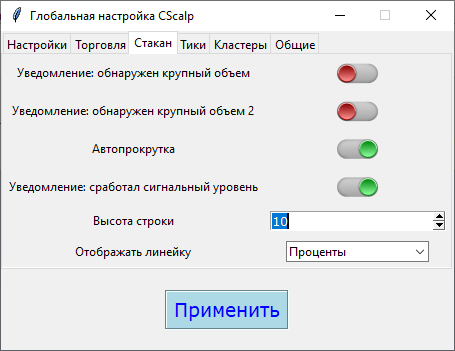 Глобальная настройка CScalp
Настройки Торговля Стакан Тики Кластеры Общие
Уведомление: обнаружен крупный объем
Уведомление: обнаружен крупный объем 2
Автопрокрутка
Уведомление: сработал сигнальный уровень
Высота строки 10
Отображать линейку Проценты
Применить